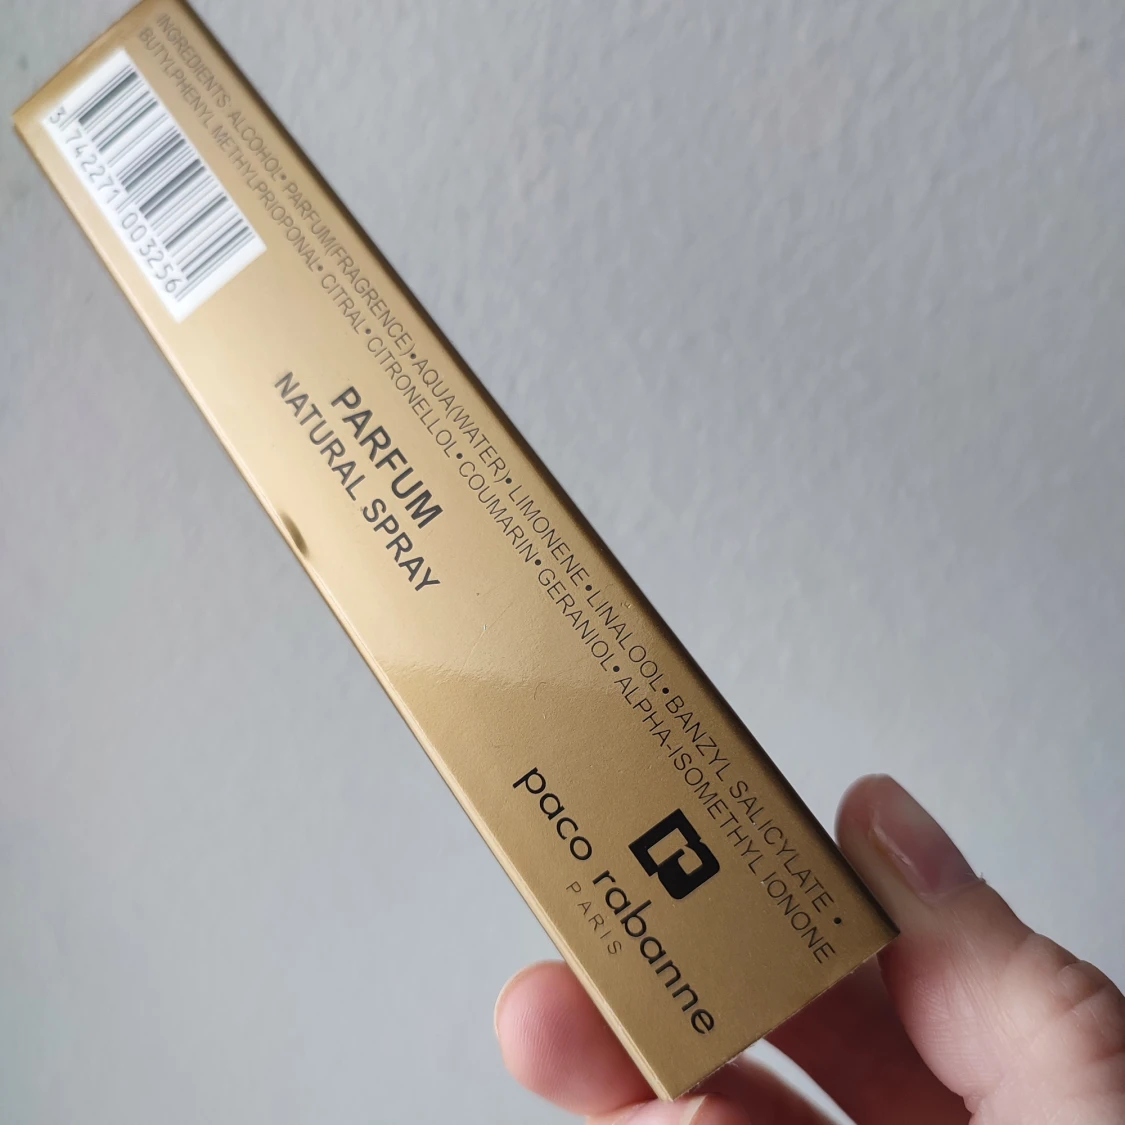 INGREDIENTS: ALCOHOL• PARFUM(FRAGRENCE)•AQUA(WATER)• LIMONENE•LINALOOL•BANZYL SALICYLATE •
BUTYLPHENYL METHYLPRIOPONAL• CITRAL•CITRONELLOL•COUMARIN•GERANIOL•ALPHA-ISOMETHYL IONONE
3 742271 003256
PARFUM
NATURAL SPRAY
paco rabanne
PARIS